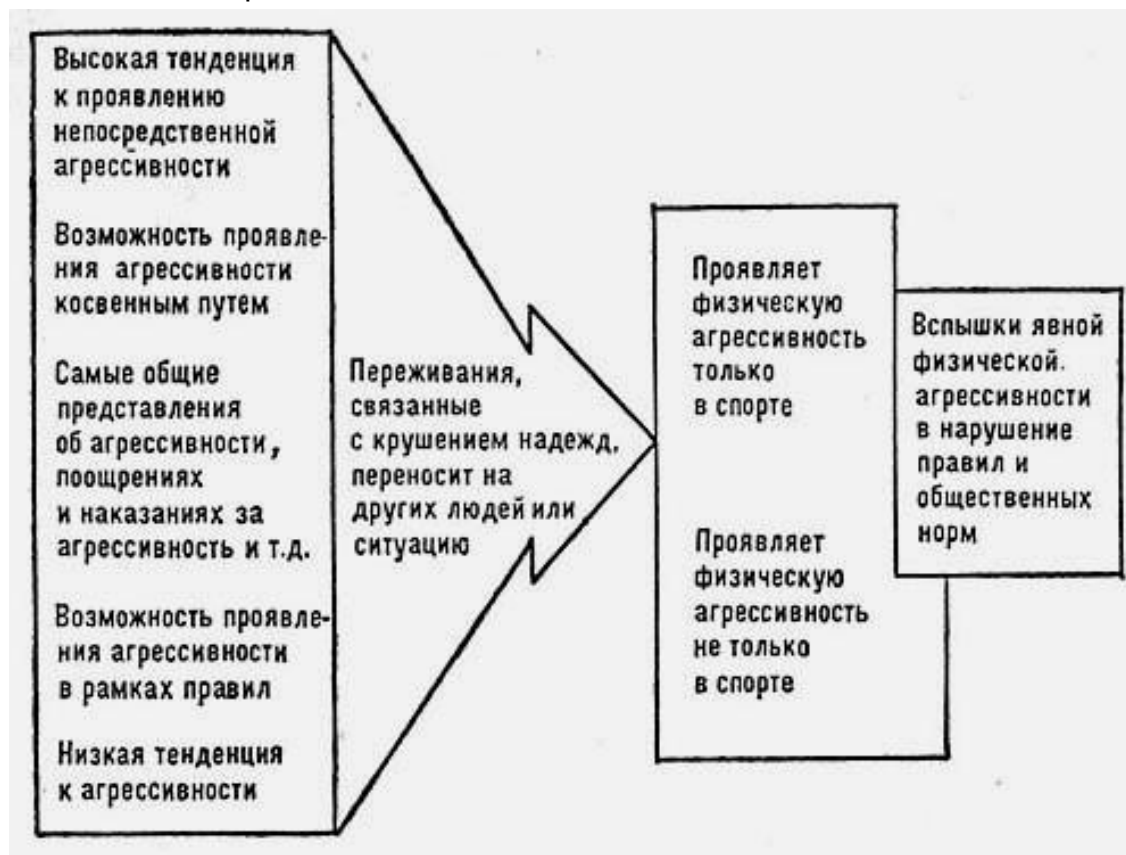 Высокая тенденция
к проявлению
непосредственной
агрессивности
Возможность проявле-
ния агрессивности
косвенным путем
Самые общие
представления
об агрессивности,
поощрениях
и наказаниях за
агрессивность и т.д.
Возможность проявле-
ния агрессивности
в рамках правил
Низкая тенденция
к агрессивности
Переживания,
связанные
с крушением надежд,
переносит на
других людей или
ситуацию
Проявляет
физическую
агрессивность
только
в спорте
Проявляет
физическую
агрессивность
не только
в спорте
Вспышки явной
физической.
агрессивности
в нарушение
правил и
общественных
норм